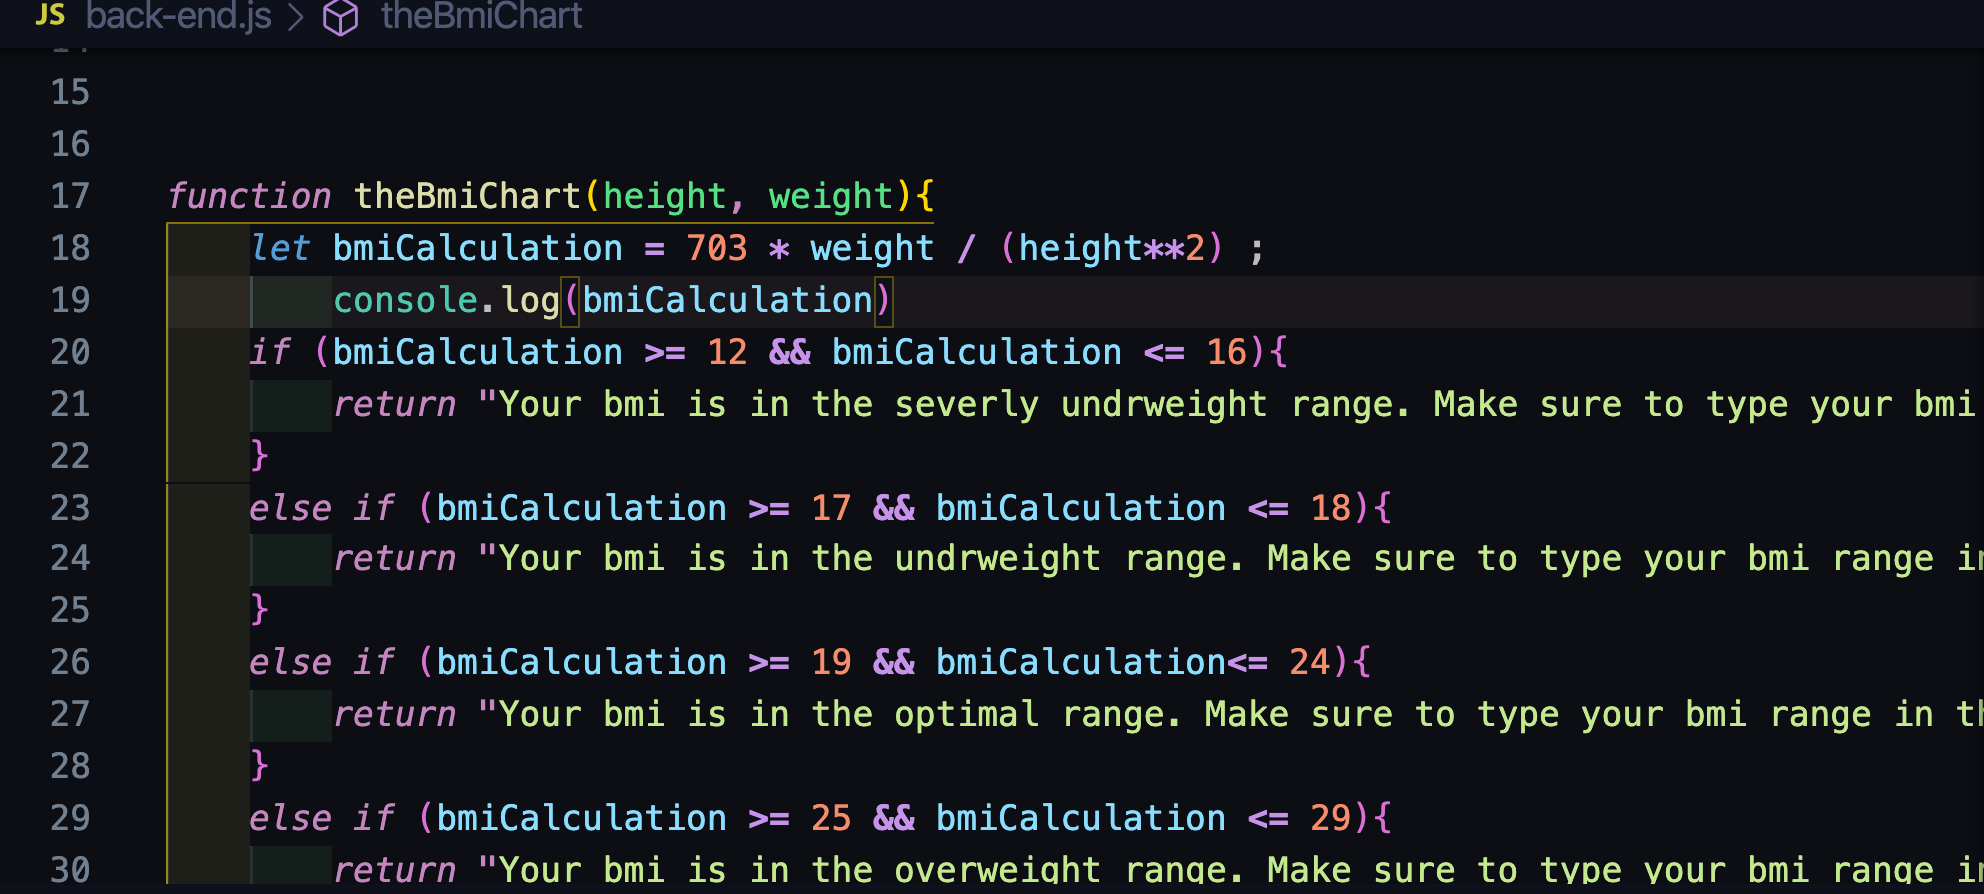 JS back-end.js > theBmiChart
15
16
17 function theBmiChart(height, weight){
18 let bmiCalculation = 703 * weight / (height**2) ;
19 console.log(bmiCalculation)
20 if (bmiCalculation >= 12 && bmiCalculation <= 16){
21 return "Your bmi is in the severly undrweight range. Make sure to type your bmi
22 }
23 else if (bmiCalculation >= 17 && bmiCalculation <= 18){
24 return "Your bmi is in the undrweight range. Make sure to type your bmi range
25 }
26 else if (bmiCalculation >= 19 && bmiCalculation<= 24){
27 return "Your bmi is in the optimal range. Make sure to type your bmi range in
28 }
29 else if (bmiCalculation >= 25 && bmiCalculation <= 29){
30 return "Your bmi is in the overweight range. Make sure to type your bmi range